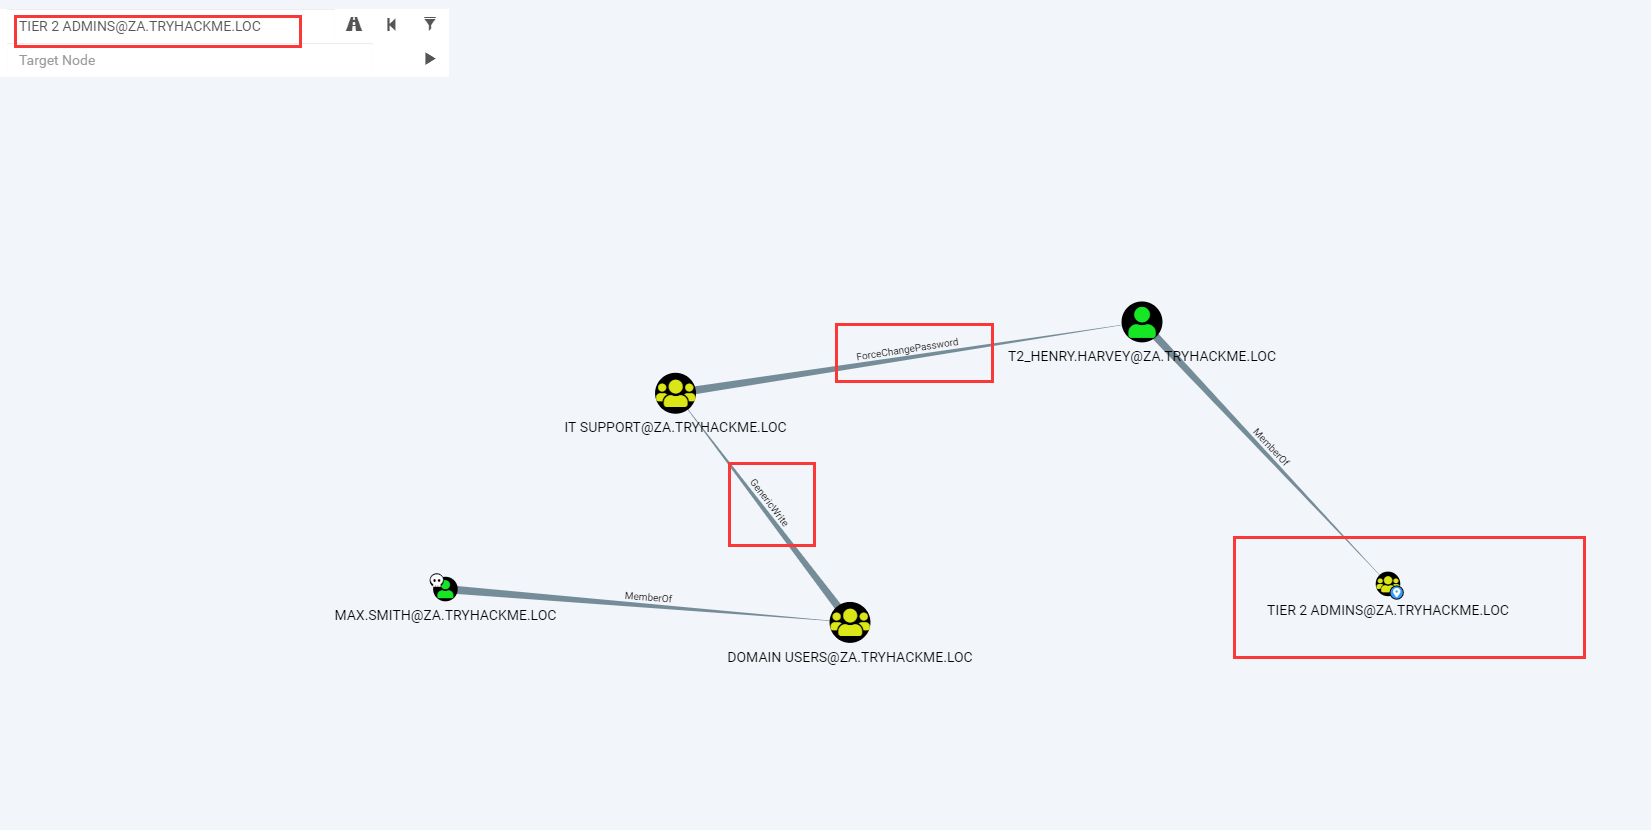 TIER 2 ADMINS@ZA.TRYHACKME.LOC
Target Node
ForceChangePassword
T2_HENRY.HARVEY@ZA.TRYHACKME.LOC
IT SUPPORT@ZA.TRYHACKME.LOC
MemberOf
GenericWrite
MemberOf
MAX.SMITH@ZA.TRYHACKME.LOC
TIER 2 ADMINS@ZA.TRYHACKME.LOC
DOMAIN USERS@ZA.TRYHACKME.LOC